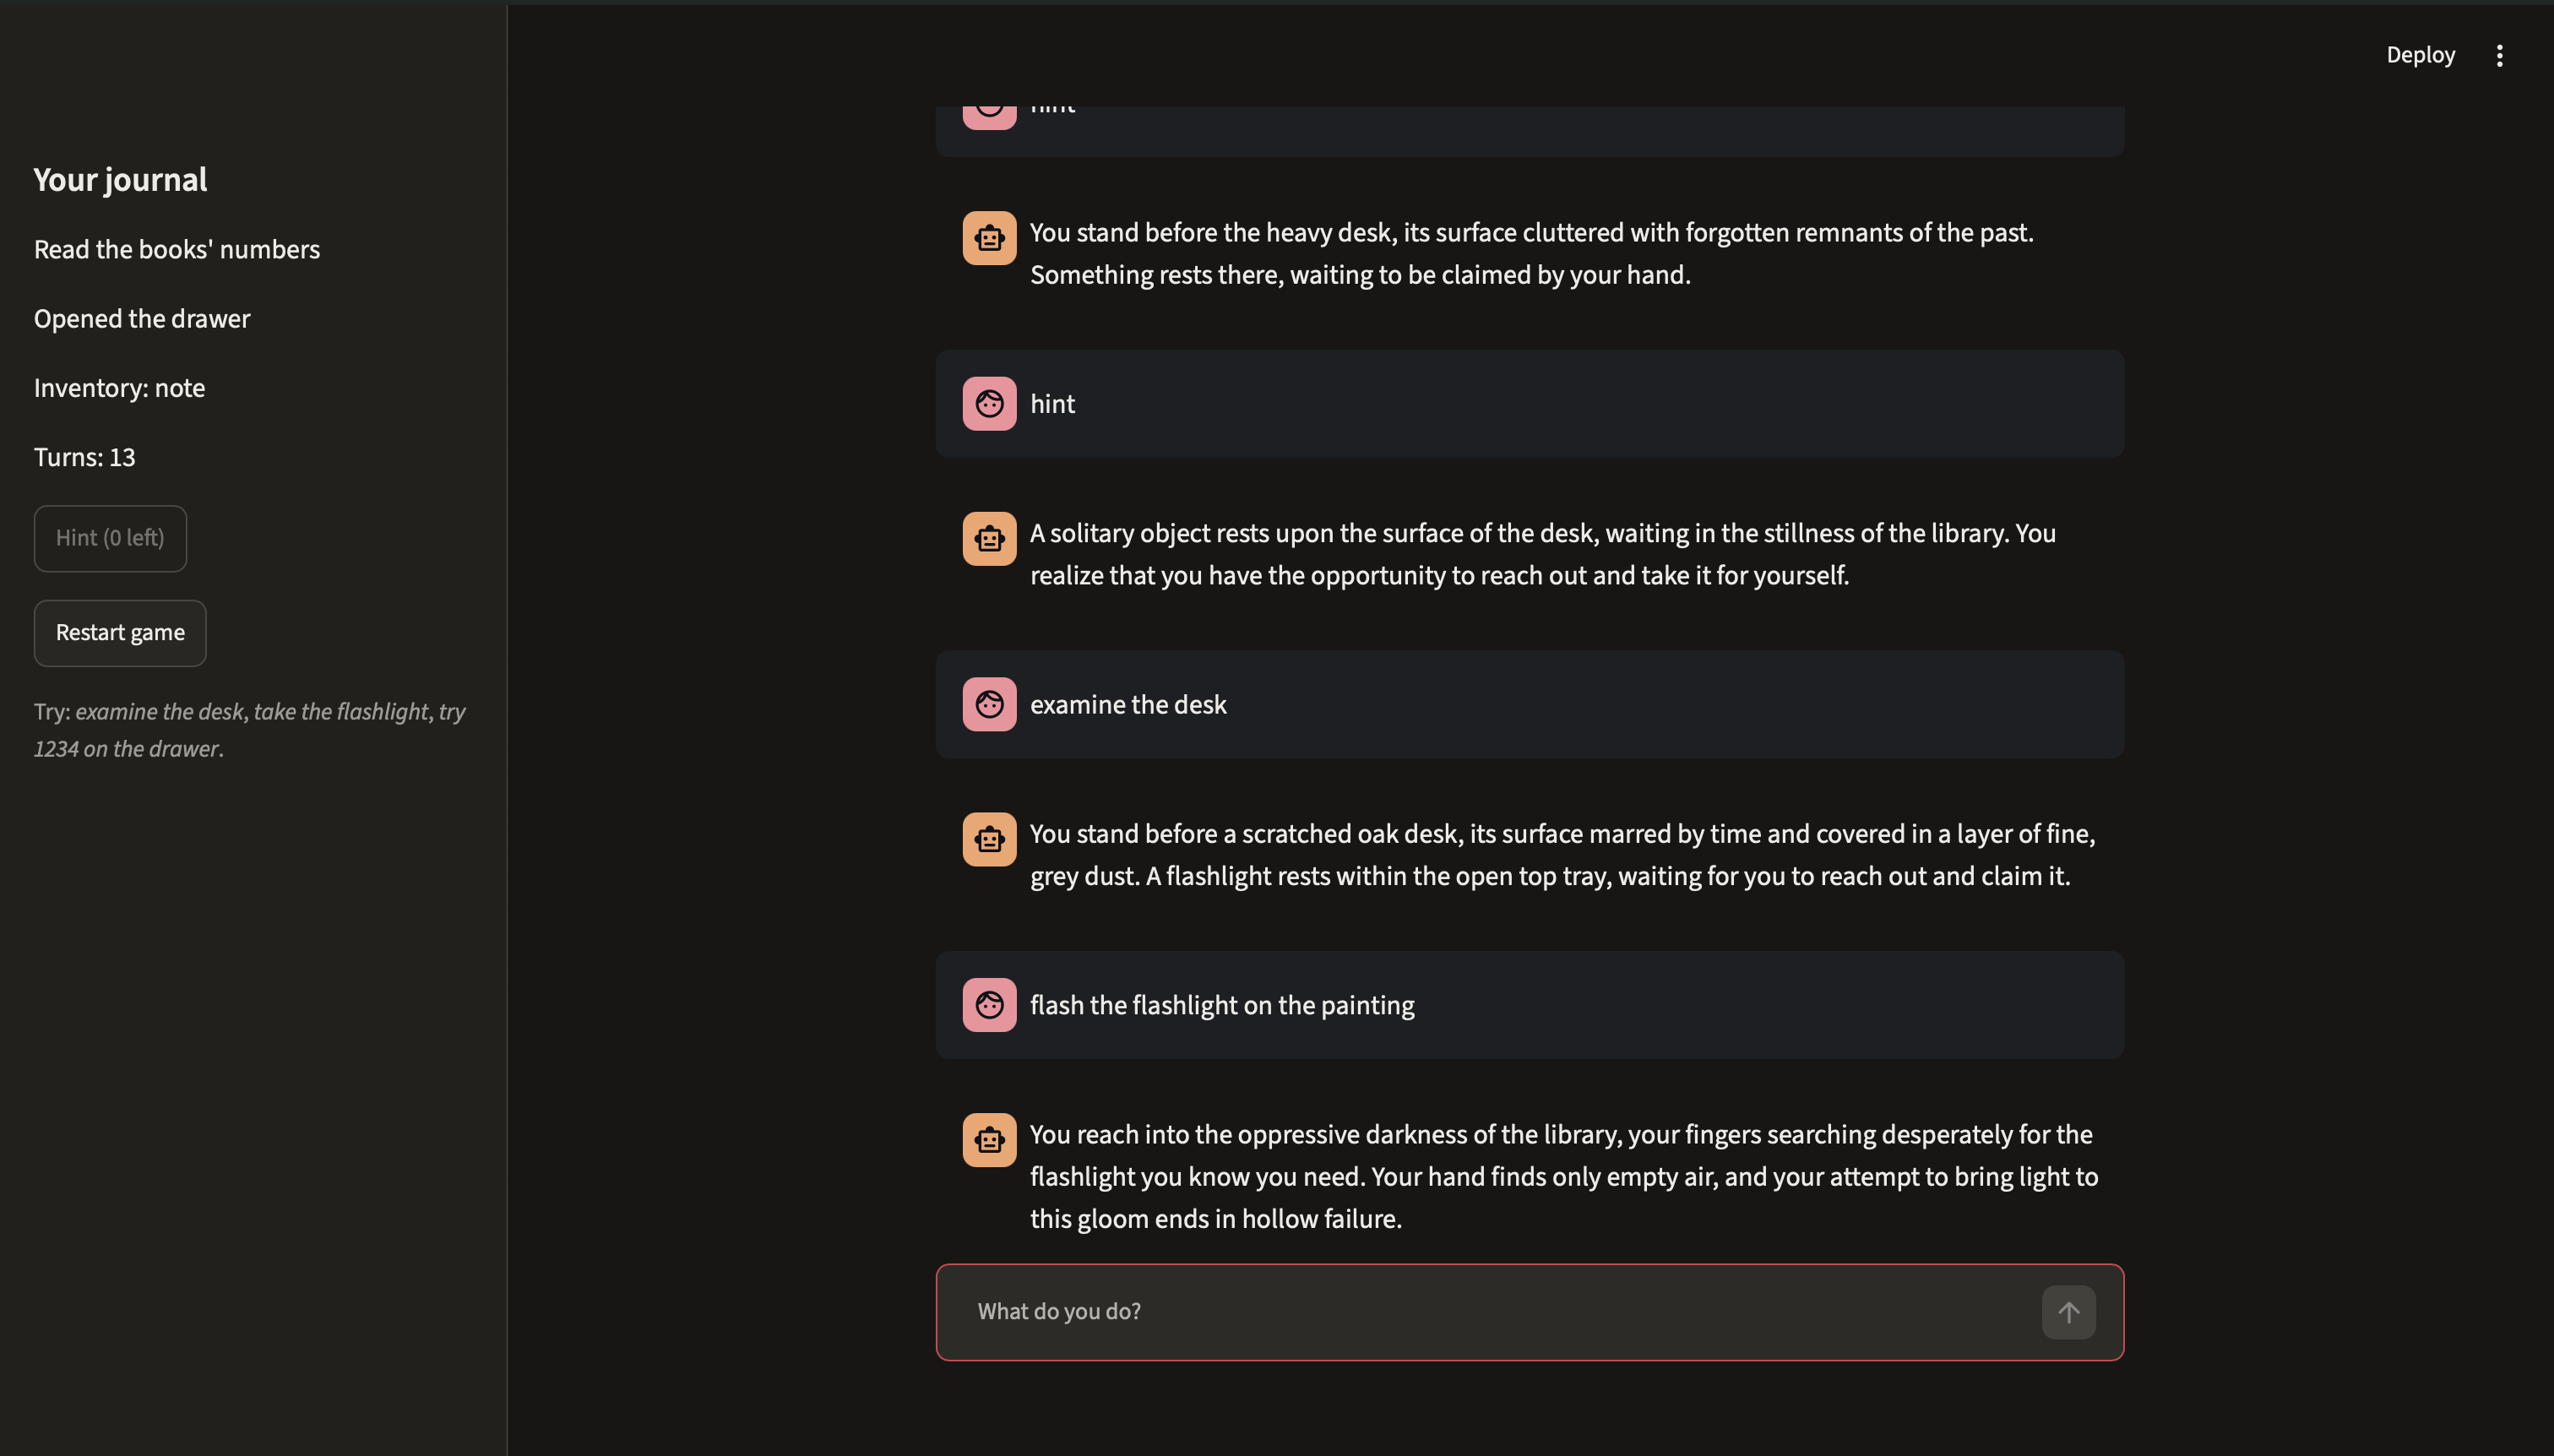 Deploy
Your journal
Read the books' numbers
Opened the drawer
Inventory: note
Turns: 13
Hint (0 left)
Restart game
Try: examine the desk, take the flashlight, try
1234 on the drawer.
hint
You stand before the heavy desk, its surface cluttered with forgotten remnants of the past.
Something rests there, waiting to be claimed by your hand.
hint
A solitary object rests upon the surface of the desk, waiting in the stillness of the library. You
realize that you have the opportunity to reach out and take it for yourself.
examine the desk
You stand before a scratched oak desk, its surface marred by time and covered in a layer of fine,
grey dust. A flashlight rests within the open top tray, waiting for you to reach out and claim it.
flash the flashlight on the painting
You reach into the oppressive darkness of the library, your fingers searching desperately for the
flashlight you know you need. Your hand finds only empty air, and your attempt to bring light to
this gloom ends in hollow failure.
What do you do?